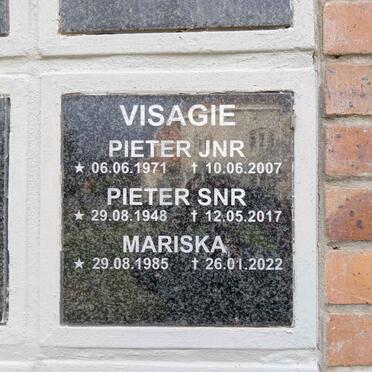 VISAGIE
PIETER JNR
★ 06.06.1971 † 10.06.2007
PIETER SNR
★ 29.08.1948 † 12.05.2017
MARISKA
★ 29.08.1985 † 26.01.2022